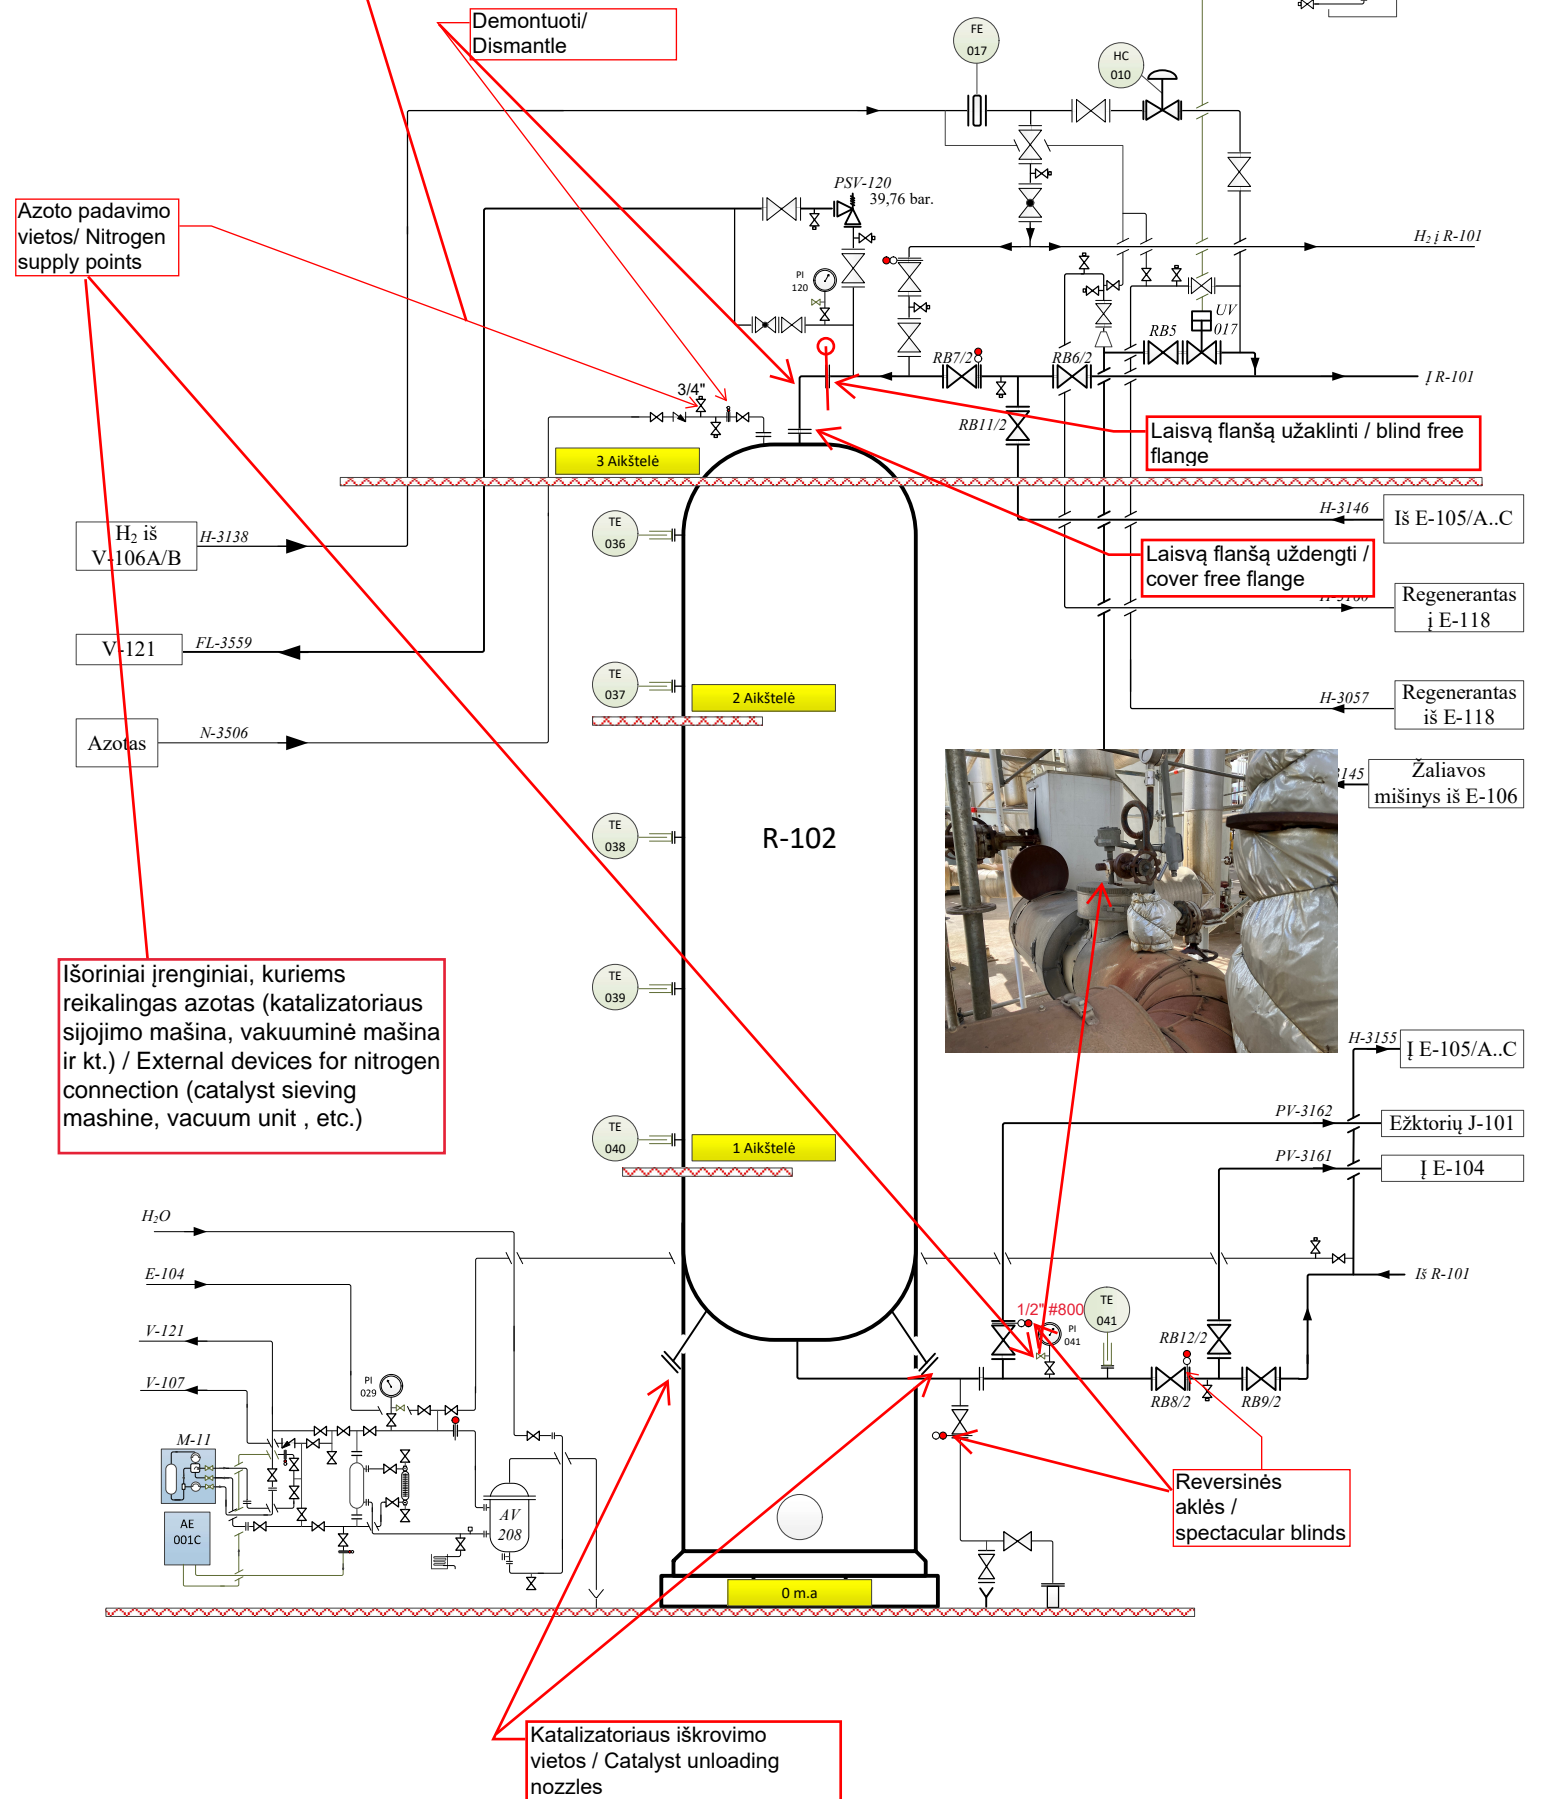 Demontuoti/
Dismantle
FE
017
HC
010
Azoto padavimo
vietos/ Nitrogen
supply points
PSV-120
39,76 bar.
H₂ į R-101
PI
120
UV
017
RB5
RB7/2
RB6/2
Į R-101
3/4"
RB11/2
Laisvą flanšą užaklinti / blind free
flange
3 Aikštelė
H-3146
Iš E-105/A..C
H₂ iš
V-106A/B
H-3138
TE
036
Laisvą flanšą uždengti /
cover free flange
Regenerantas
į E-118
V-121
FL-3559
TE
037
2 Aikštelė
H-3057
Regenerantas
iš E-118
Azotas
N-3506
3145
Žaliavos
mišinys iš E-106
TE
038
R-102
Išoriniai įrenginiai, kuriems
reikalingas azotas (katalizatoriaus
sijojimo mašina, vakuuminė mašina
ir kt.) / External devices for nitrogen
connection (catalyst sieving
mashine, vacuum unit , etc.)
TE
039
H-3155
Į E-105/A..C
TE
040
1 Aikštelė
PV-3162
Ežktorių J-101
PV-3161
Į E-104
H₂O
E-104
Iš R-101
1/2" #800
PI
041
TE
041
V-121
RB12/2
V-107
PI
029
RB8/2
RB9/2
M-11
AE
001C
AV
208
Reversinės
aklės /
spectacular blinds
0 m.a
Katalizatoriaus iškrovimo
vietos / Catalyst unloading
nozzles